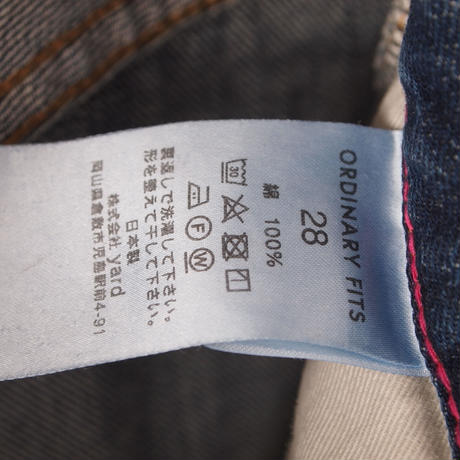 ORDINARY FITS
28
綿 100%
30
F W
裏返しで洗濯して下さい。
形を整えて干して下さい。
日本製
株式会社 yard
岡山県倉敷市児島駅前4-91